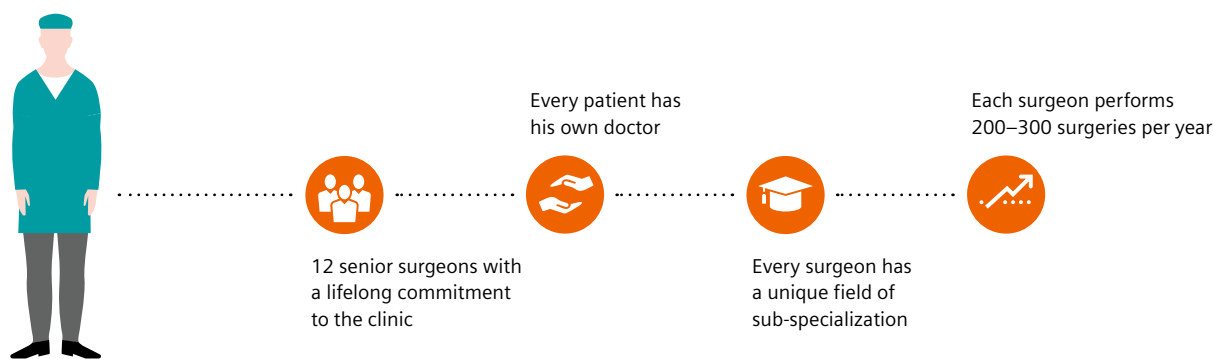 12 senior surgeons with
a lifelong commitment
to the clinic
Every patient has
his own doctor
Every surgeon has
a unique field of
sub-specialization
Each surgeon performs
200–300 surgeries per year